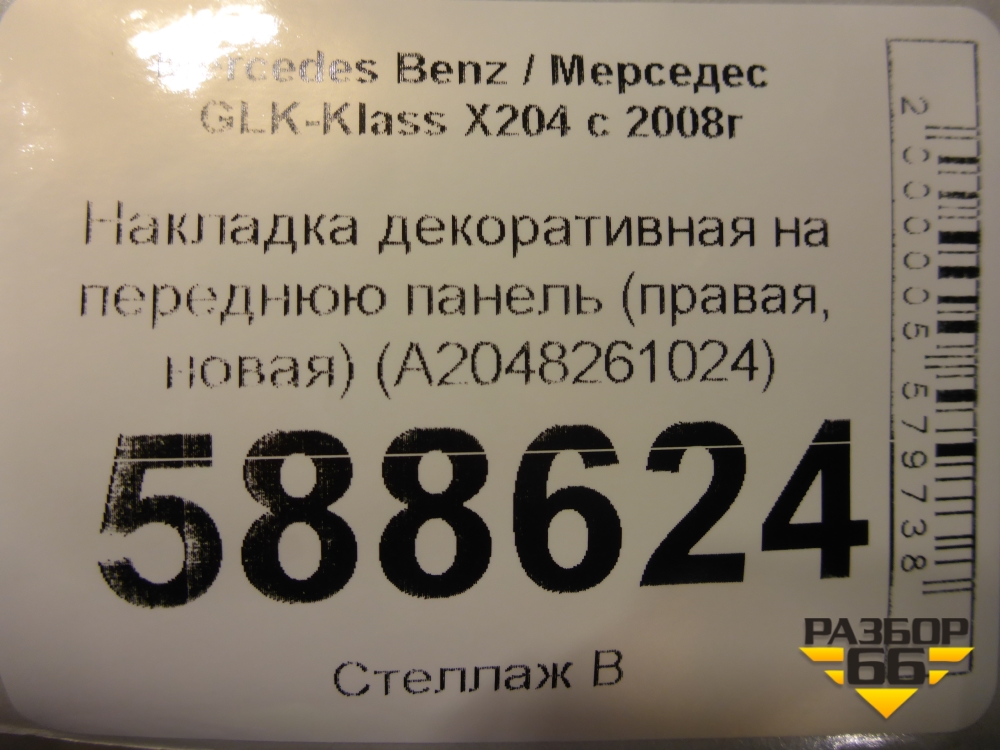 Mercedes Benz / Мерседес
GLK-Klass X204 с 2008г
Накладка декоративная на
переднюю панель (правая,
новая) (A2048261024)
588624
Стеллаж В
2000005579738
РАЗБОР
66